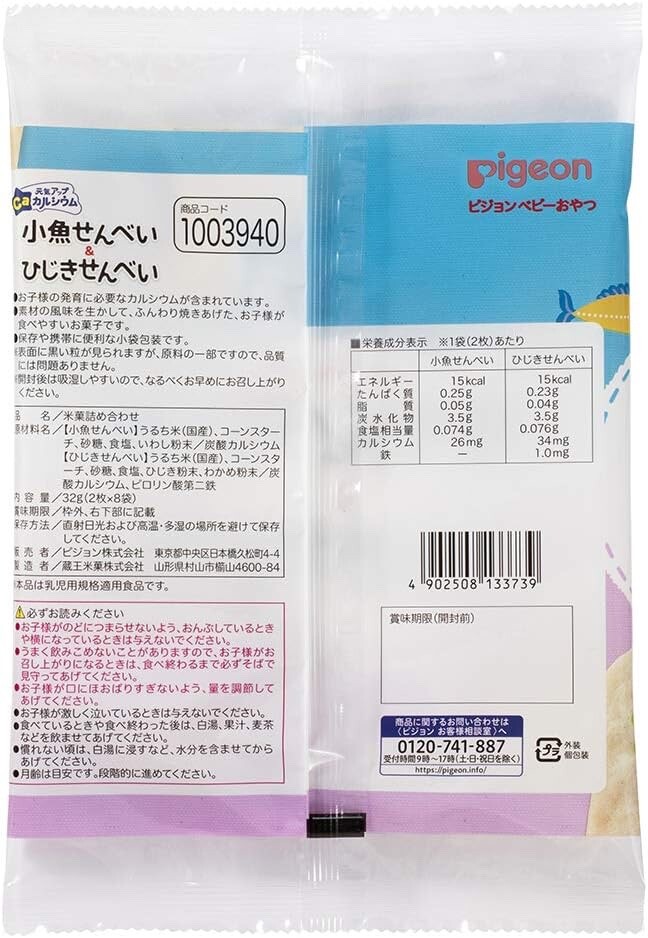 元気アップ
Ca カルシウム
小魚せんべい
&
ひじきせんべい
商品コード
1003940
●お子様の発育に必要なカルシウムが含まれています。
●素材の風味を生かして、ふんわり焼きあげた、お子様が
食べやすいお菓子です。
●保存や携帯に便利な小袋包装です。
※表面に黒い粒が見られますが、原料の一部ですので、品質
には問題ありません。
※開封後は吸湿しやすいので、なるべくお早めにお召し上がり
ください。
品 名／米菓詰め合わせ
原材料名／【小魚せんべい】うるち米(国産)、コーンスター
チ、砂糖、食塩、いわし粉末／炭酸カルシウム
【ひじきせんべい】うるち米(国産)、コーンスタ
ーチ、砂糖、食塩、ひじき粉末、わかめ粉末／炭
酸カルシウム、ピロリン酸第二鉄
内 容 量／32g(2枚×8袋)
賞味期限／枠外、右下部に記載
保存方法／直射日光および高温・多湿の場所を避けて保存
してください。
販 売 者／ピジョン株式会社 東京都中央区日本橋久松町4-4
製 造 者／蔵王米菓株式会社 山形県村山市楯山4600-84
※本品は乳児用規格適用食品です。
⚠必ずお読みください
●お子様がのどにつまらせないよう、おんぶしているとき
や横になっているときは与えないでください。
●うまく飲みこめないことがありますので、お子様がお
召し上がりになるときは、食べ終わるまで必ずそばで
見守ってあげてください。
●お子様が口にほおばりすぎないよう、量を調節して
あげてください。
●お子様が激しく泣いているときは与えないでください。
●食べているときや食べ終わった後は、白湯、果汁、麦茶
などを飲ませてあげてください。
●慣れない頃は、白湯に浸すなど、水分を含ませてから
あげてください。
●月齢は目安です。段階的に進めてください。
Pigeon
ピジョンベビーおやつ
■栄養成分表示 ※1袋(2枚)あたり
小魚せんべい ひじきせんべい
エネルギー 15kcal 15kcal
たんぱく質 0.25g 0.23g
脂 質 0.05g 0.04g
炭水化物 3.5g 3.5g
食塩相当量 0.074g 0.076g
カルシウム 26mg 34mg
鉄 — 1.0mg
4 902508 133739
賞味期限(開封前)
商品に関するお問い合わせは
〈ピジョン お客様相談室〉へ
0120-741-887
受付時間9時〜17時(土・日・祝日を除く)
https://pigeon.info/
プラ
外装
個包装